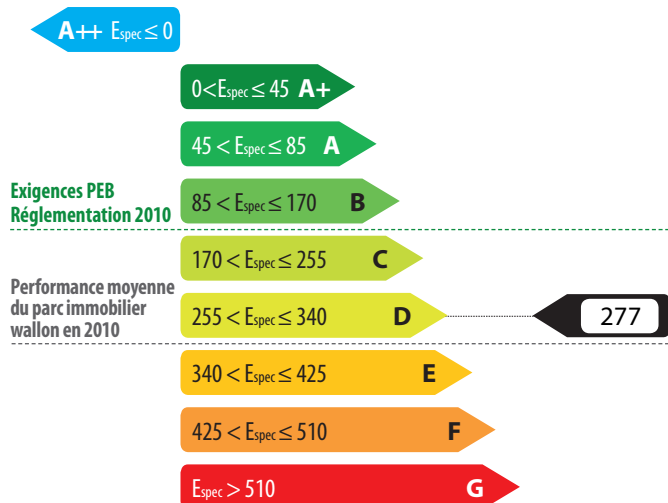 A++ Espec ≤ 0
0 < Espec ≤ 45 A+
45 < Espec ≤ 85 A
Exigences PEB
Réglementation 2010
85 < Espec ≤ 170 B
170 < Espec ≤ 255 C
Performance moyenne
du parc immobilier
wallon en 2010
255 < Espec ≤ 340 D
277
340 < Espec ≤ 425 E
425 < Espec ≤ 510 F
Espec > 510 G